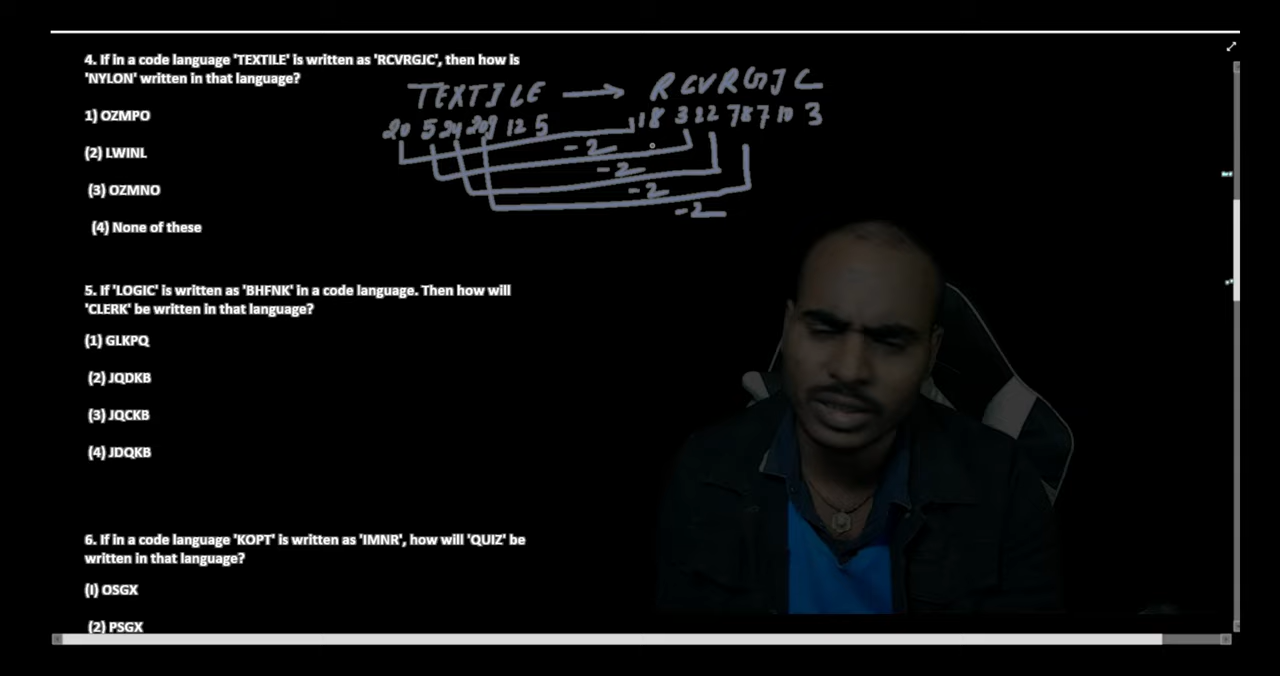 4. If in a code language 'TEXTILE' is written as 'RCVRGJC', then how is
'NYLON' written in that language?
1) OZMPO
(2) LWINL
(3) OZMNO
(4) None of these
TEXTILE → RCVRGJC
20 5 24 20 9 12 5 18 3 22 18 7 10 3
-2
-2
-2
-2
5. If 'LOGIC' is written as 'BHFNK' in a code language. Then how will
'CLERK' be written in that language?
(1) GLKPQ
(2) JQDKB
(3) JQCKB
(4) JDQKB
6. If in a code language 'KOPT' is written as 'IMNR', how will 'QUIZ' be
written in that language?
(I) OSGX
(2) PSGX